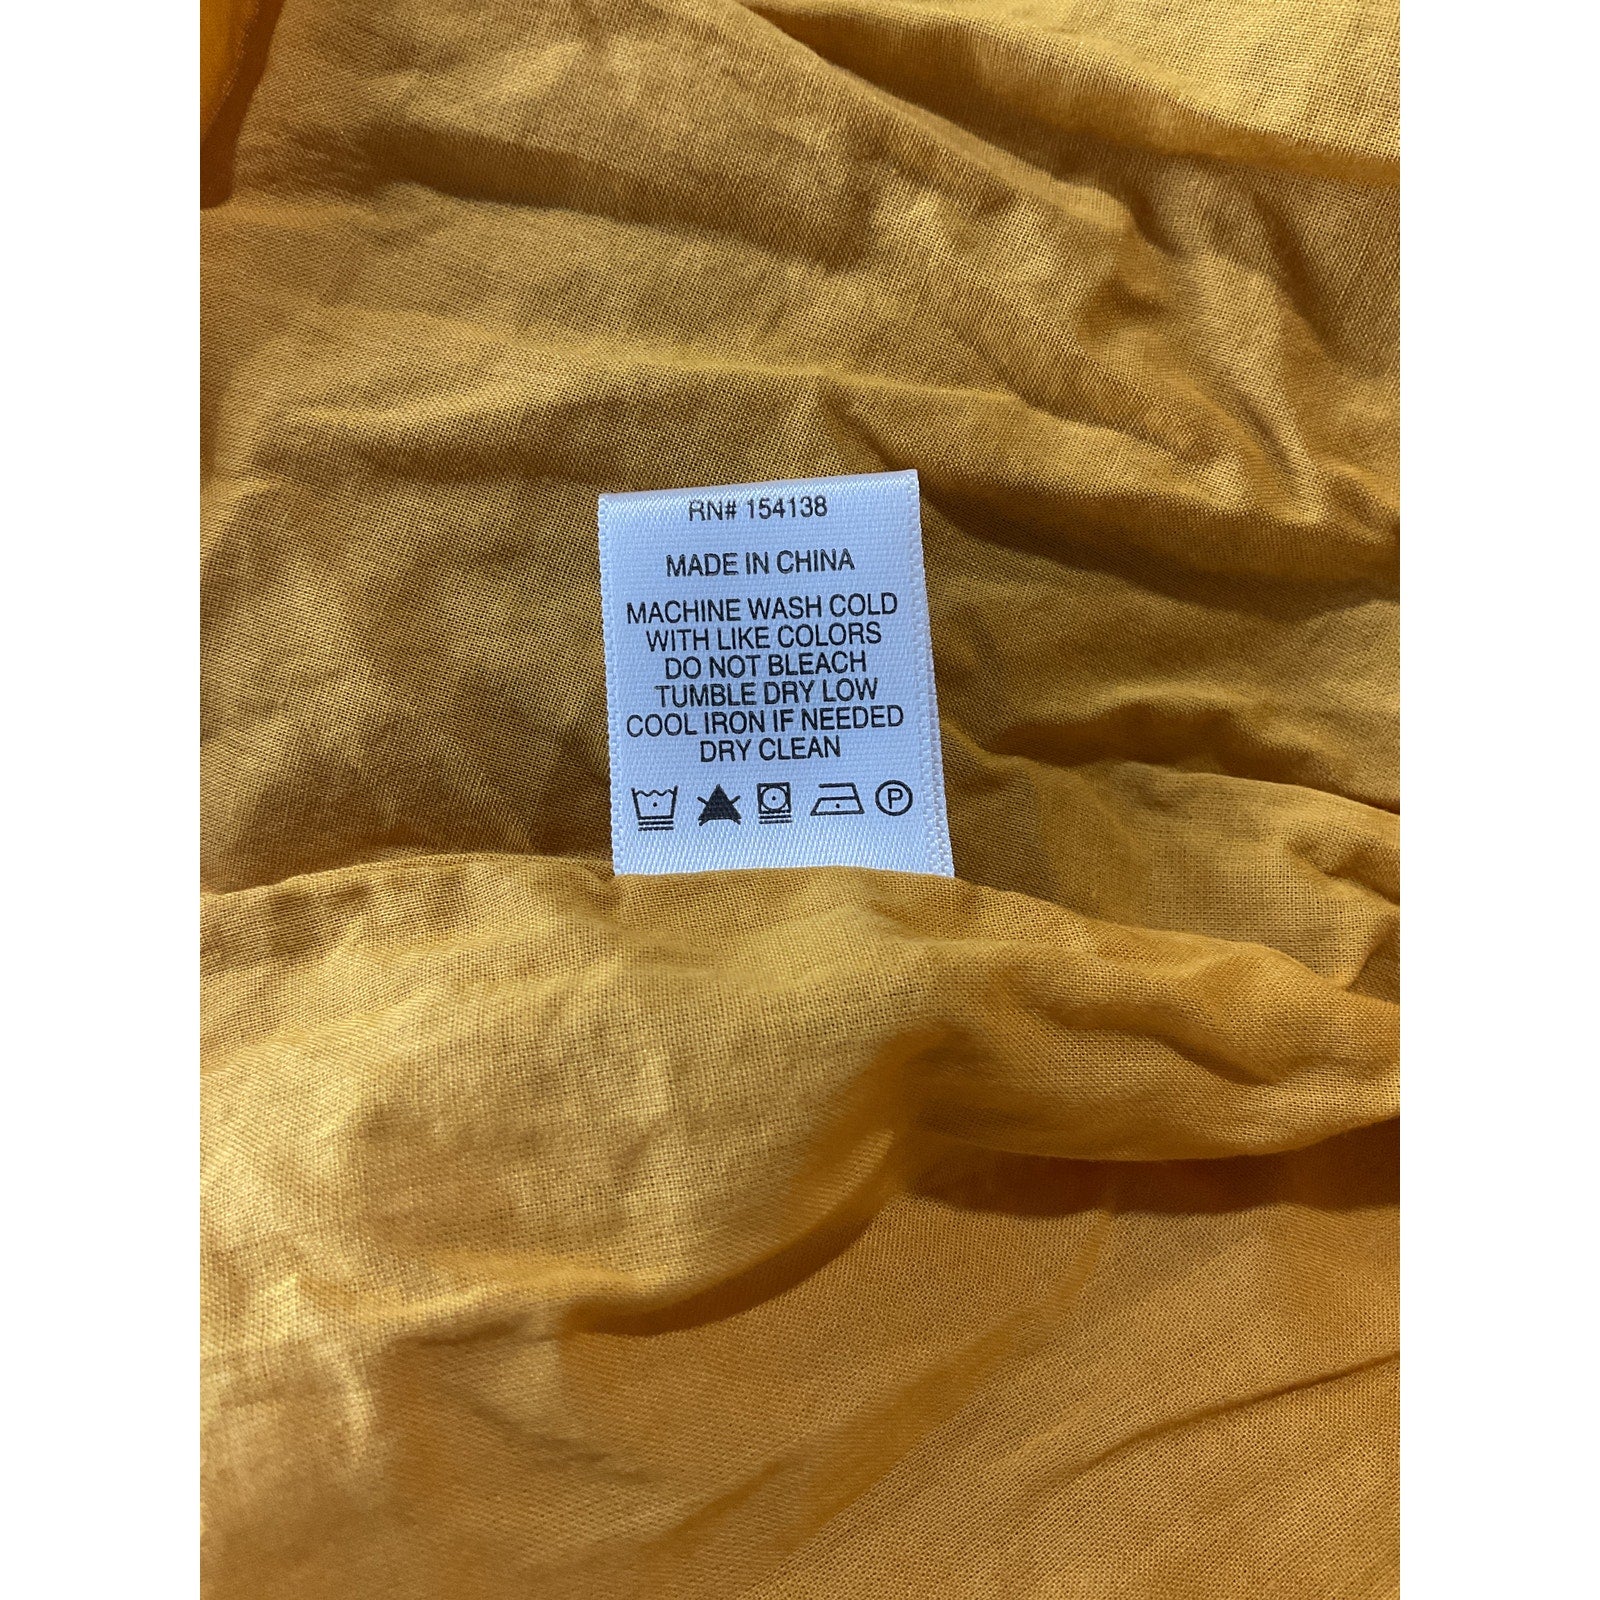 RN# 154138
MADE IN CHINA
MACHINE WASH COLD
WITH LIKE COLORS
DO NOT BLEACH
TUMBLE DRY LOW
COOL IRON IF NEEDED
DRY CLEAN
P